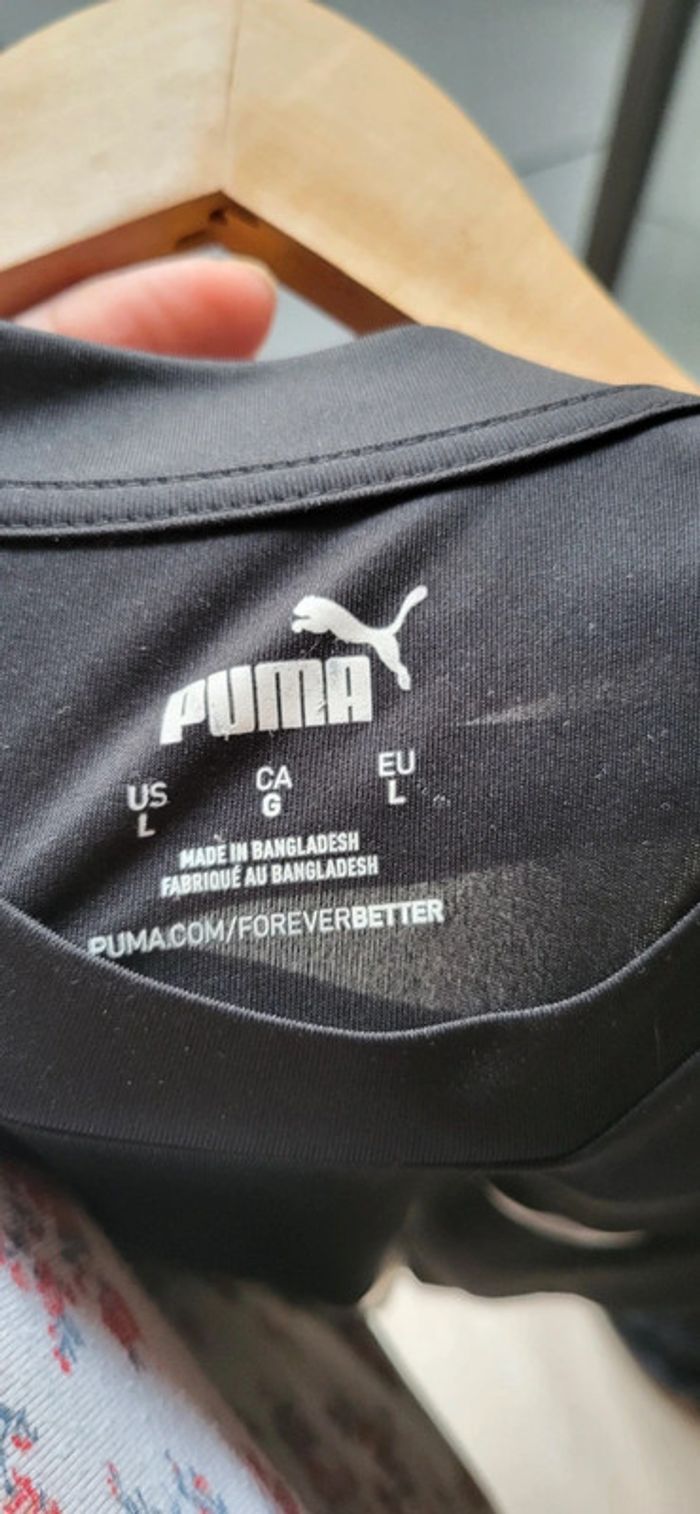 PUMA
US CA EU
L G L
MADE IN BANGLADESH
FABRIQUÉ AU BANGLADESH
PUMA.COM/FOREVERBETTER